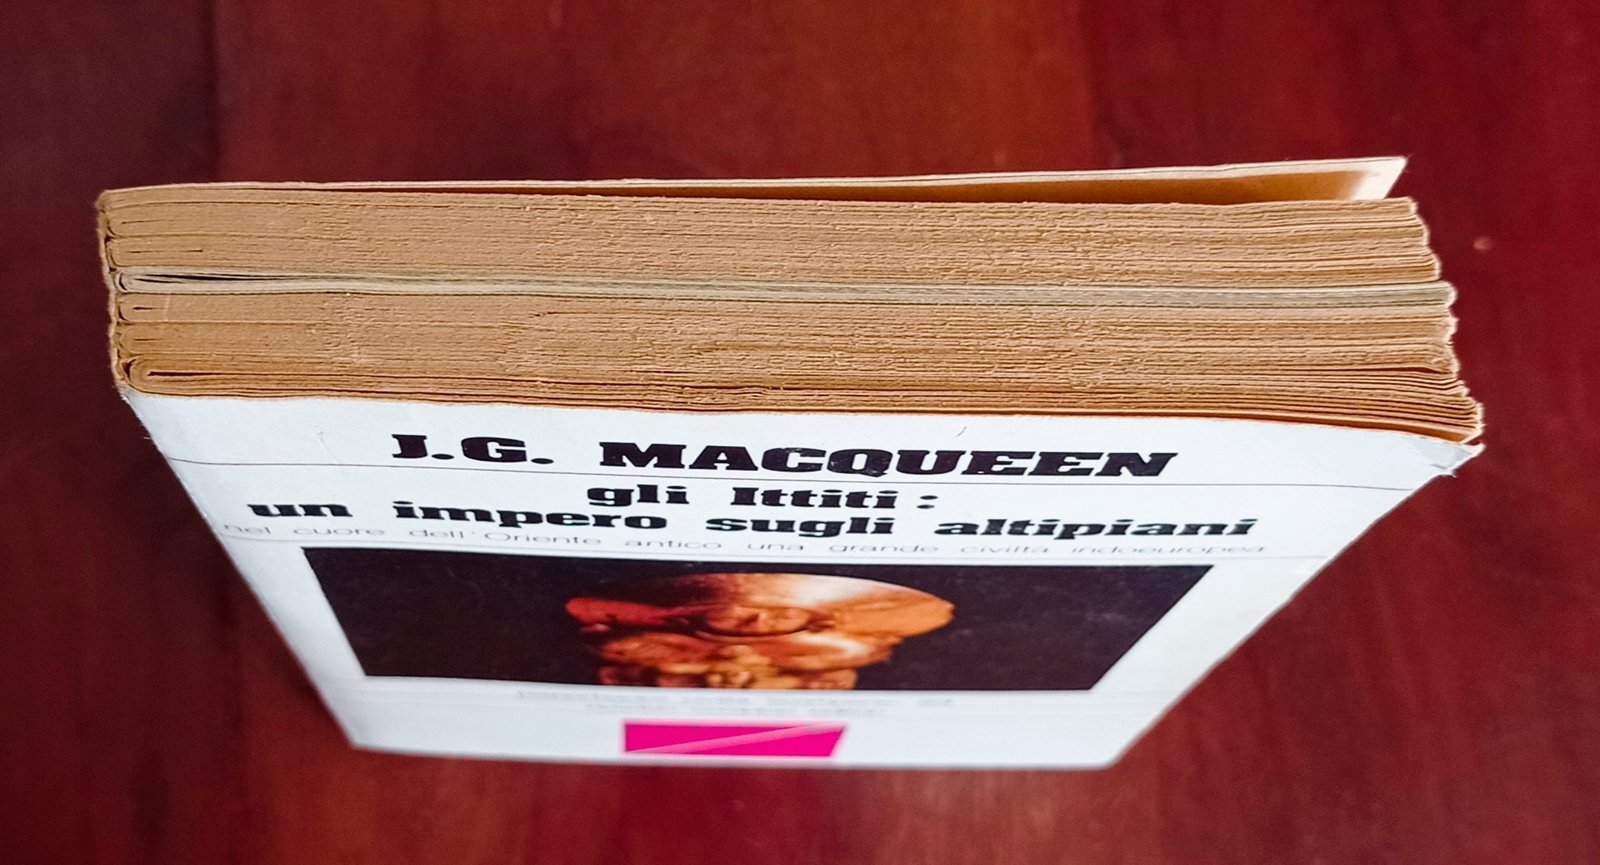 J.G. MACQUEEN
gli Ittiti:
un impero sugli altipiani
nel cuore dell'Oriente antico una grande civiltà indoeuropea